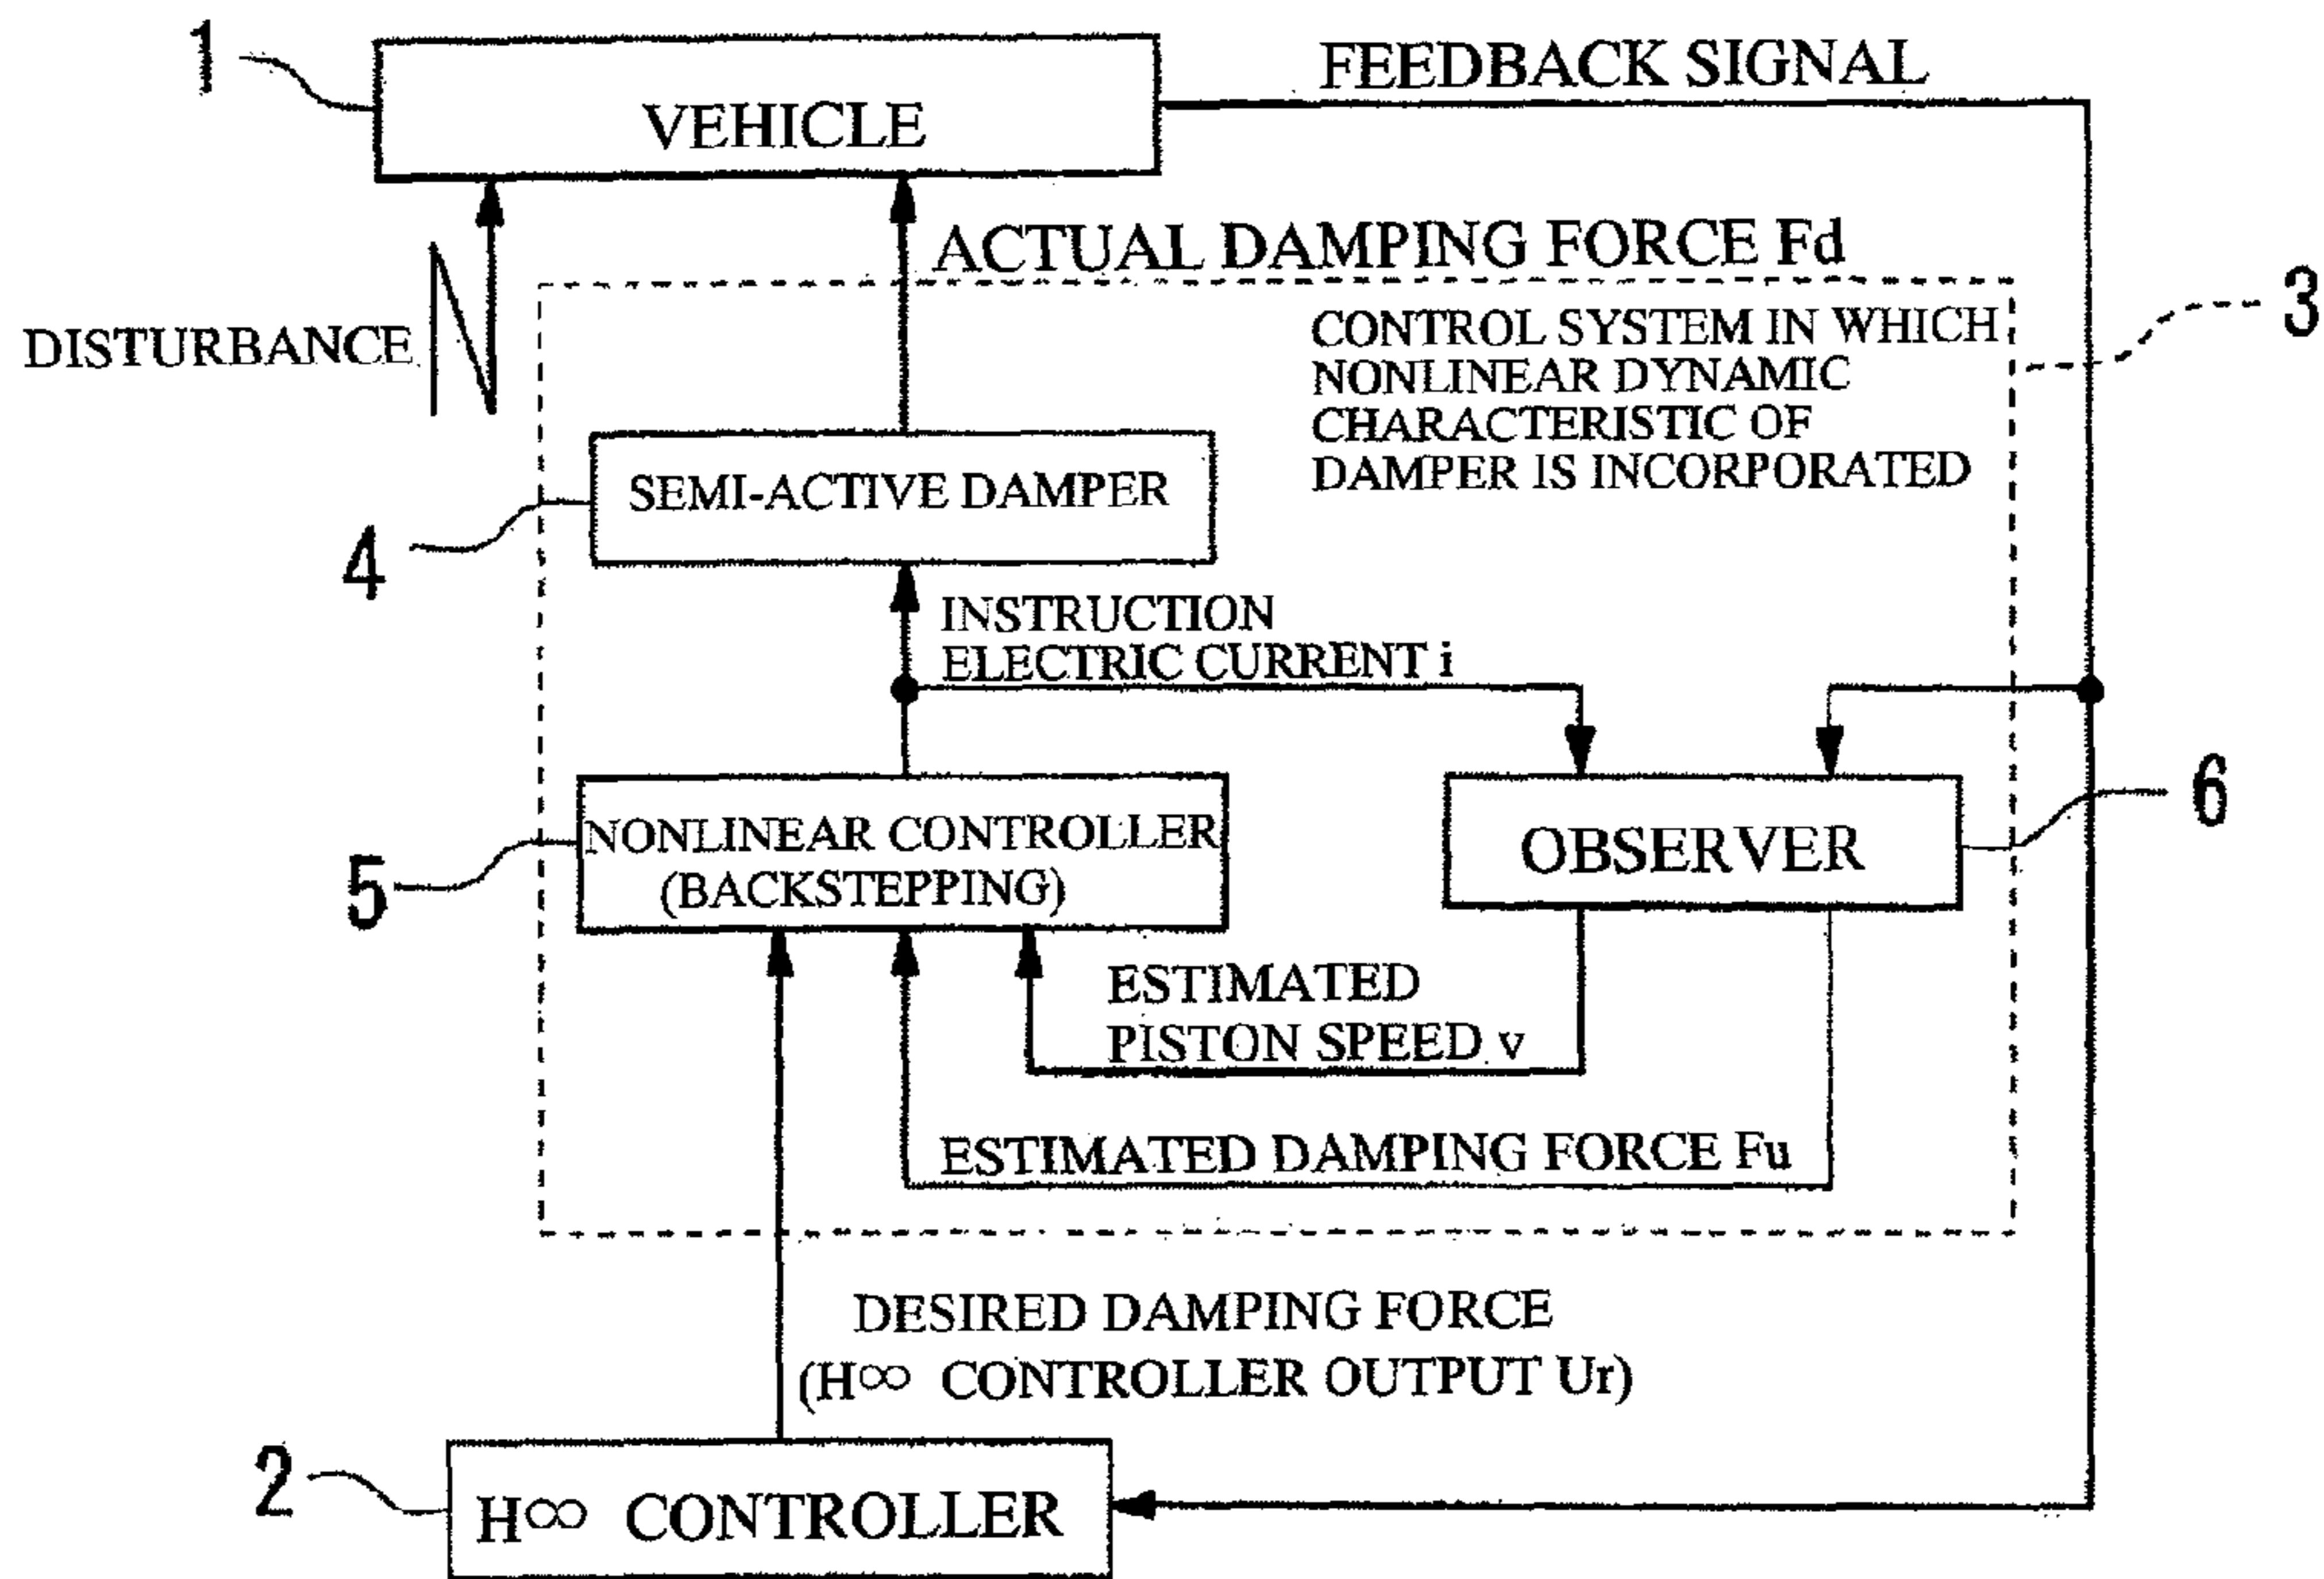 1
VEHICLE
FEEDBACK SIGNAL
ACTUAL DAMPING FORCE Fd
DISTURBANCE
CONTROL SYSTEM IN WHICH
NONLINEAR DYNAMIC
CHARACTERISTIC OF
DAMPER IS INCORPORATED
3
SEMI-ACTIVE DAMPER
4
INSTRUCTION
ELECTRIC CURRENT i
NONLINEAR CONTROLLER
(BACKSTEPPING)
5
OBSERVER
6
ESTIMATED
PISTON SPEED v
ESTIMATED DAMPING FORCE Fu
DESIRED DAMPING FORCE
(H∞ CONTROLLER OUTPUT Ur)
2
H∞ CONTROLLER